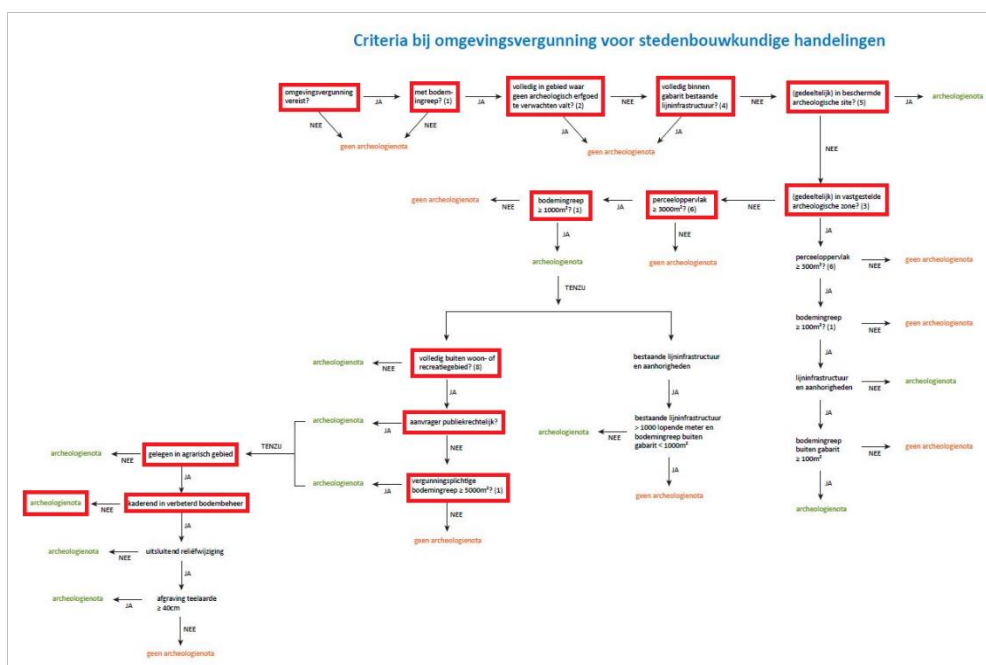 Criteria bij omgevingsvergunning voor stedenbouwkundige handelingen
omgevingsvergunning
vereist?
JA
NEE
met bodem-
ingreep? (1)
JA
NEE
geen archeologienota
volledig in gebied waar
geen archeologisch erfgoed
te verwachten valt? (2)
NEE
JA
volledig binnen
gabarit bestaande
lijninfrastructuur? (4)
NEE
JA
geen archeologienota
(gedeeltelijk) in beschermde
archeologische site? (5)
JA
archeologienota
NEE
(gedeeltelijk) in vastgestelde
archeologische zone? (3)
NEE
JA
perceeloppervlak
≥ 3000m²? (6)
JA
NEE
geen archeologienota
bodemingreep
≥ 1000m²? (1)
NEE
geen archeologienota
JA
archeologienota
TENZU
perceeloppervlak
≥ 300m²? (6)
NEE
geen archeologienota
JA
bodemingreep
≥ 100m²? (1)
NEE
geen archeologienota
JA
lijninfrastructuur
en aanhorigheden
NEE
archeologienota
JA
bodemingreep
buiten gabarit
≥ 100m²
NEE
geen archeologienota
JA
archeologienota
volledig buiten woon- of
recreatiegebied? (8)
NEE
archeologienota
JA
aanvrager publiekrechtelijk?
JA
archeologienota
NEE
vergunningsplichtige
bodemingreep ≥ 5000m²? (1)
JA
archeologienota
NEE
geen archeologienota
bestaande lijninfrastructuur
en aanhorigheden
JA
bestaande lijninfrastructuur
> 1000 lopende meter en
bodemingreep buiten
gabarit < 1000m²
NEE
archeologienota
JA
geen archeologienota
TENZU
gelegen in agrarisch gebied
NEE
archeologienota
JA
kaderend in verbeterd bodembeheer
NEE
archeologienota
JA
uitsluitend reliëfwijziging
NEE
archeologienota
JA
afgraving teelaarde
≥ 40cm
JA
archeologienota
NEE
geen archeologienota